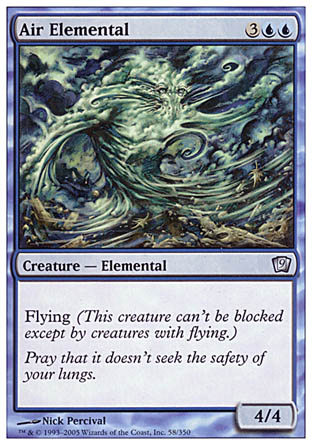 Air Elemental 3
Creature — Elemental 9
Flying (This creature can't be blocked
except by creatures with flying.)
Pray that it doesn't seek the safety of
your lungs.
Nick Percival
™ & © 1993–2005 Wizards of the Coast, Inc. 58/350
4/4